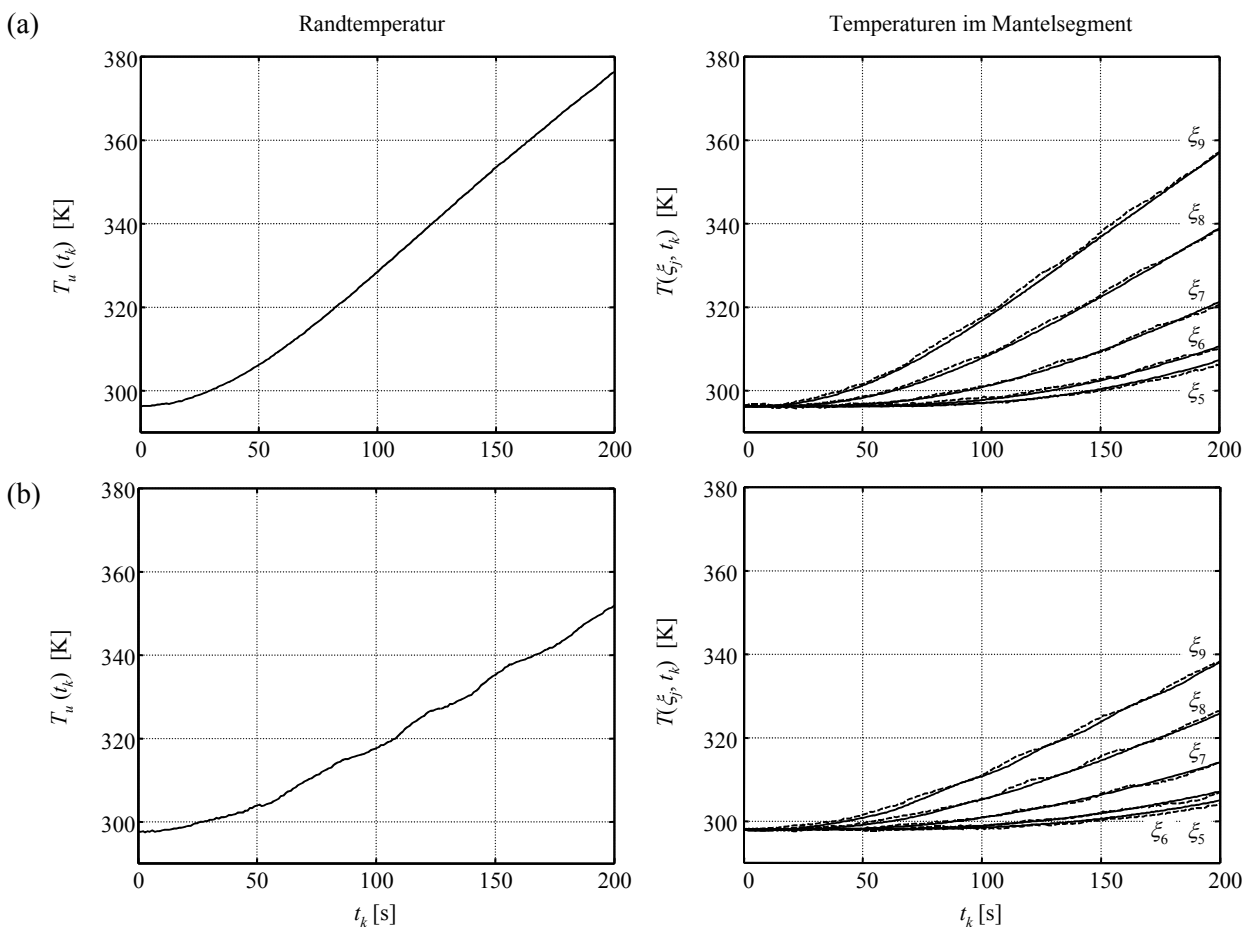 (a)
Randtemperatur
Temperaturen im Mantelsegment
380
360
340
320
300
0
50
100
150
200
T_u (t_k) [K]
380
360
340
320
300
0
50
100
150
200
T(ξ_j, t_k) [K]
ξ_9
ξ_8
ξ_7
ξ_6
ξ_5
(b)
380
360
340
320
300
0
50
100
150
200
T_u (t_k) [K]
t_k [s]
380
360
340
320
300
0
50
100
150
200
T(ξ_j, t_k) [K]
ξ_9
ξ_8
ξ_7
ξ_6 ξ_5
t_k [s]